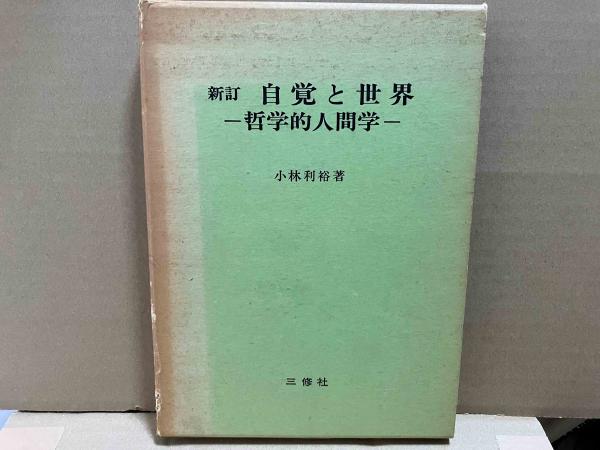 新訂 自覚と世界
―哲学的人間学―
小林利裕著
三修社